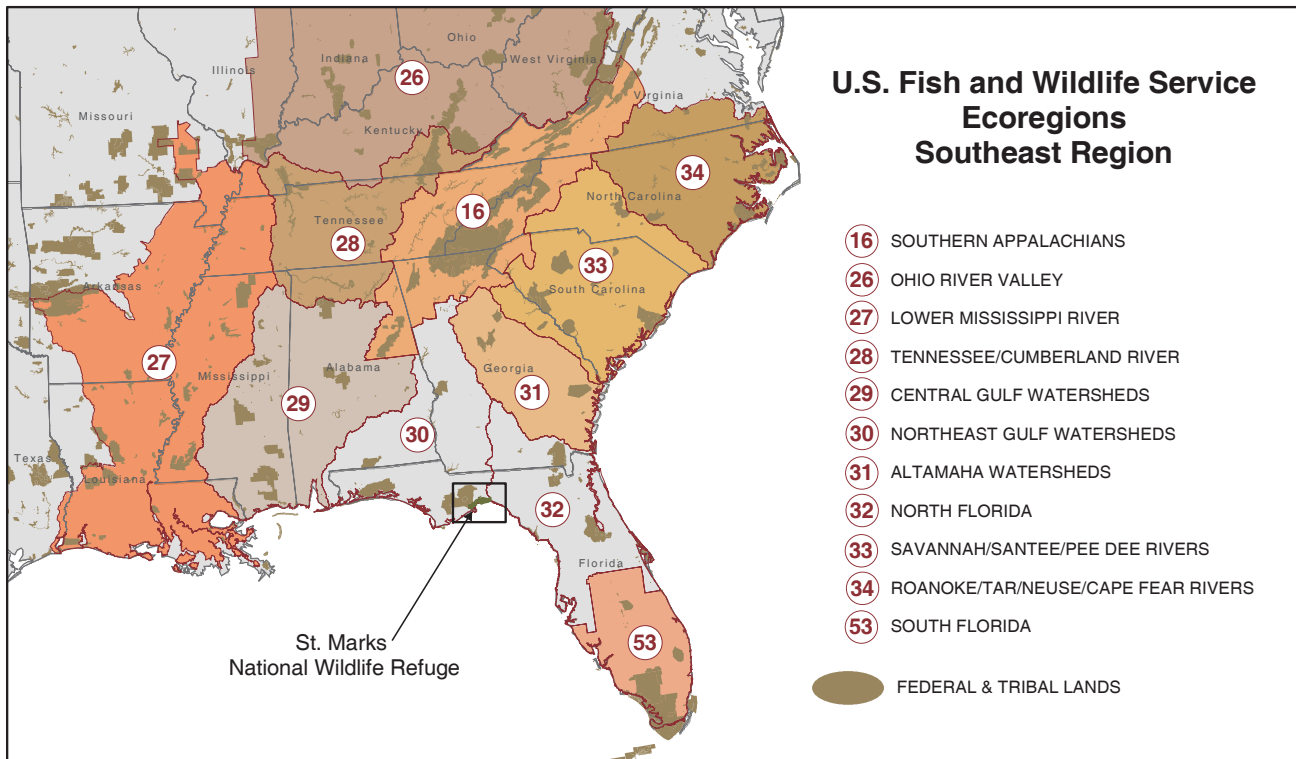 U.S. Fish and Wildlife Service
Ecoregions
Southeast Region
16 SOUTHERN APPALACHIANS
26 OHIO RIVER VALLEY
27 LOWER MISSISSIPPI RIVER
28 TENNESSEE/CUMBERLAND RIVER
29 CENTRAL GULF WATERSHEDS
30 NORTHEAST GULF WATERSHEDS
31 ALTAMAHA WATERSHEDS
32 NORTH FLORIDA
33 SAVANNAH/SANTEE/PEE DEE RIVERS
34 ROANOKE/TAR/NEUSE/CAPE FEAR RIVERS
53 SOUTH FLORIDA
FEDERAL & TRIBAL LANDS
Ohio
Indiana
West Virginia
Illinois
26
Virginia
Missouri
Kentucky
34
North Carolina
16
Tennessee
28
33
Arkansas
South Carolina
27
Mississippi
Alabama
Georgia
31
29
30
Texas
Louisiana
32
Florida
53
St. Marks
National Wildlife Refuge